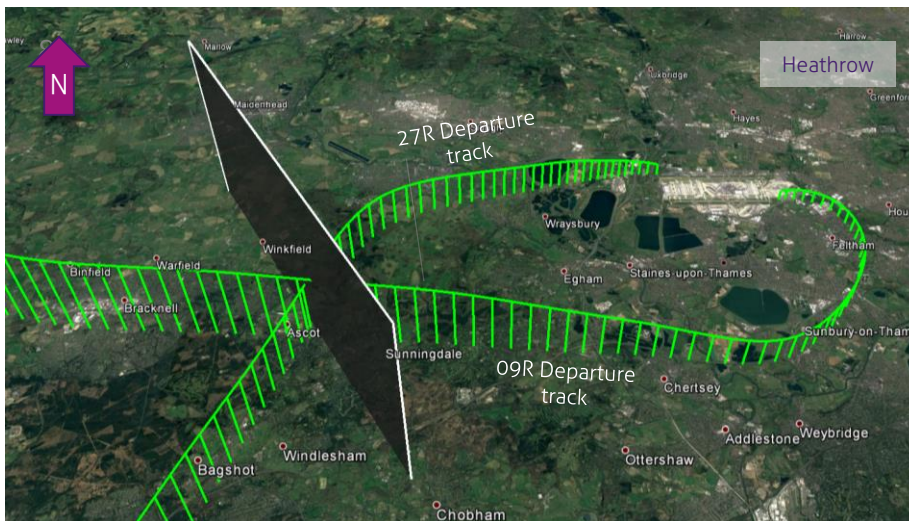 Marlow
Harrow
N
Heathrow
Uxbridge
Maidenhead
Greenford
Hayes
27R Departure
track
Wraysbury
Winkfield
Feltham
Binfield
Warfield
Egham
Staines-upon-Thames
Bracknell
Ascot
Sunbury-on-Tham
Sunningdale
09R Departure
track
Chertsey
Addlestone
Weybridge
Ottershaw
Windlesham
Bagshot
Chobham